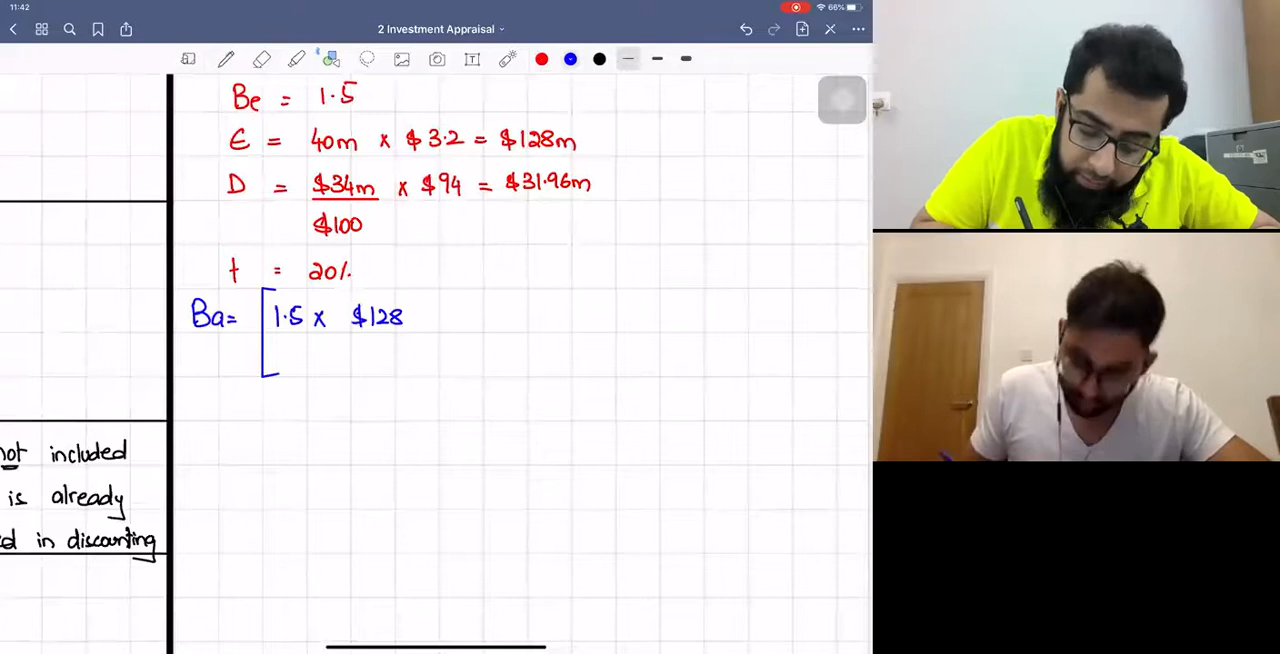 11:42
66%
2 Investment Appraisal
Be = 1.5
E = 40m x $3.2 = $128m
D = $34m x $94 = $31.96m
$100
t = 20%
Ba= [1.5 x $128
not included
is already
in discounting